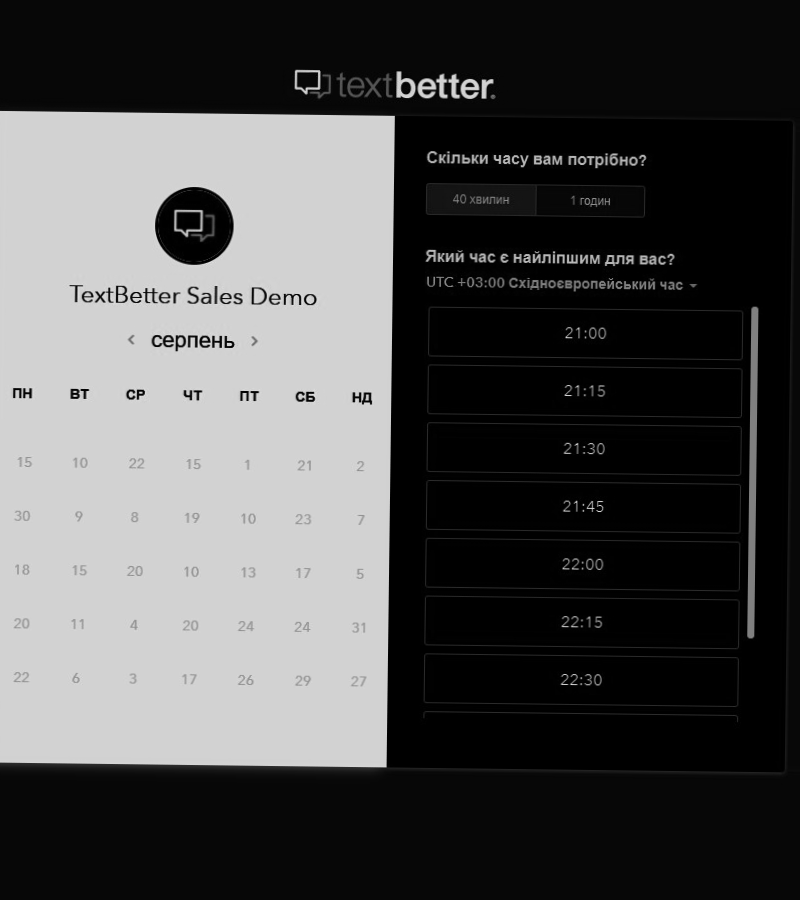 textbetter.
TextBetter Sales Demo
серпень
ПН ВТ СР ЧТ ПТ СБ НД
15 10 22 15 1 21 2
30 9 8 19 10 23 7
18 15 20 10 13 17 5
20 11 4 20 24 24 31
22 6 3 17 26 29 27
Скільки часу вам потрібно?
40 хвилин 1 годин
Який час є найліпшим для вас?
UTC +03:00 Східноєвропейський час
21:00
21:15
21:30
21:45
22:00
22:15
22:30